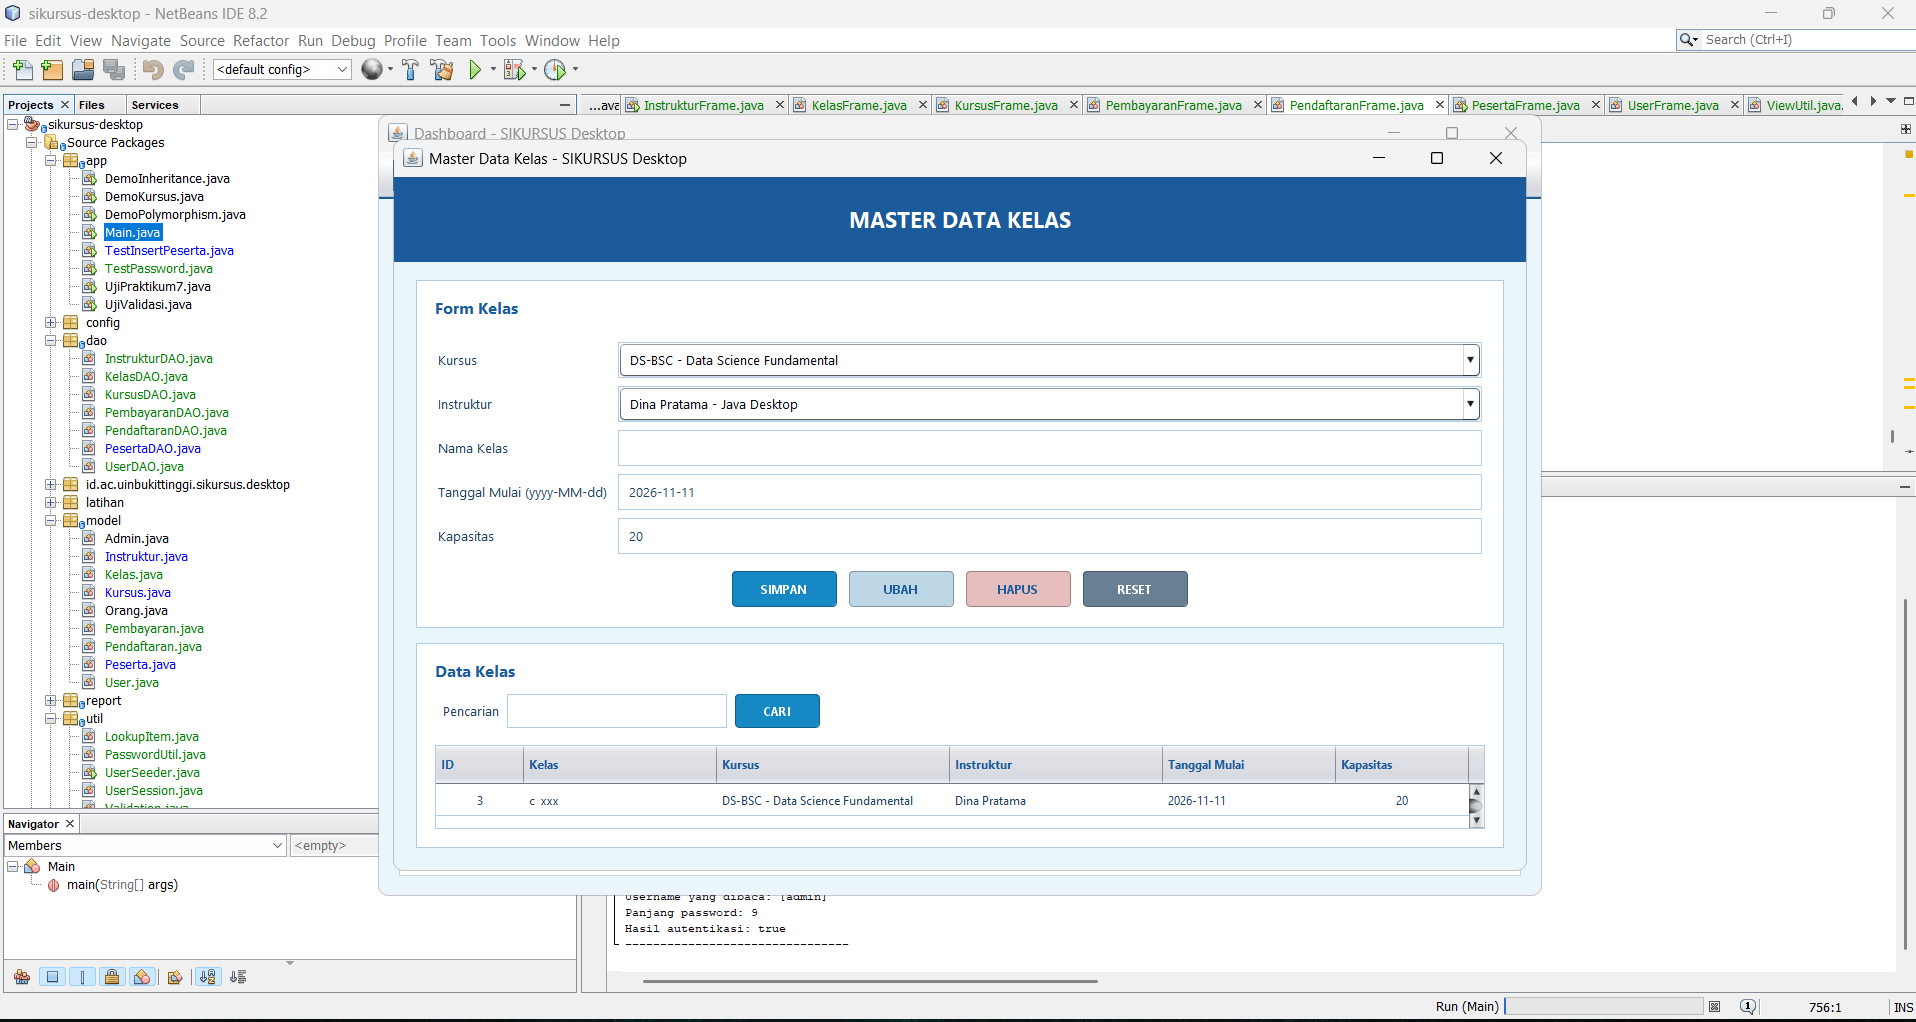 sikursus-desktop - NetBeans IDE 8.2
File Edit View Navigate Source Refactor Run Debug Profile Team Tools Window Help
Search (Ctrl+I)
<default config>
Projects Files Services
...ava InstrukturFrame.java KelasFrame.java KursusFrame.java PembayaranFrame.java PendaftaranFrame.java PesertaFrame.java UserFrame.java ViewUtil.java
sikursus-desktop
Source Packages
app
DemoInheritance.java
DemoKursus.java
DemoPolymorphism.java
Main.java
TestInsertPeserta.java
TestPassword.java
UjiPraktikum7.java
UjiValidasi.java
config
dao
InstrukturDAO.java
KelasDAO.java
KursusDAO.java
PembayaranDAO.java
PendaftaranDAO.java
PesertaDAO.java
UserDAO.java
id.ac.uinbukittinggi.sikursus.desktop
latihan
model
Admin.java
Instruktur.java
Kelas.java
Kursus.java
Orang.java
Pembayaran.java
Pendaftaran.java
Peserta.java
User.java
report
util
LookupItem.java
PasswordUtil.java
UserSeeder.java
UserSession.java
Validation.java
Navigator
Members <empty>
Main
main(String[] args)
Dashboard - SIKURSUS Desktop
Master Data Kelas - SIKURSUS Desktop
MASTER DATA KELAS
Form Kelas
Kursus DS-BSC - Data Science Fundamental
Instruktur Dina Pratama - Java Desktop
Nama Kelas
Tanggal Mulai (yyyy-MM-dd) 2026-11-11
Kapasitas 20
SIMPAN UBAH HAPUS RESET
Data Kelas
Pencarian CARI
ID Kelas Kursus Instruktur Tanggal Mulai Kapasitas
3 c xxx DS-BSC - Data Science Fundamental Dina Pratama 2026-11-11 20
Username yang dibaca: [admin]
Panjang password: 9
Hasil autentikasi: true
--------------------------------
Run (Main) 1 756:1 INS